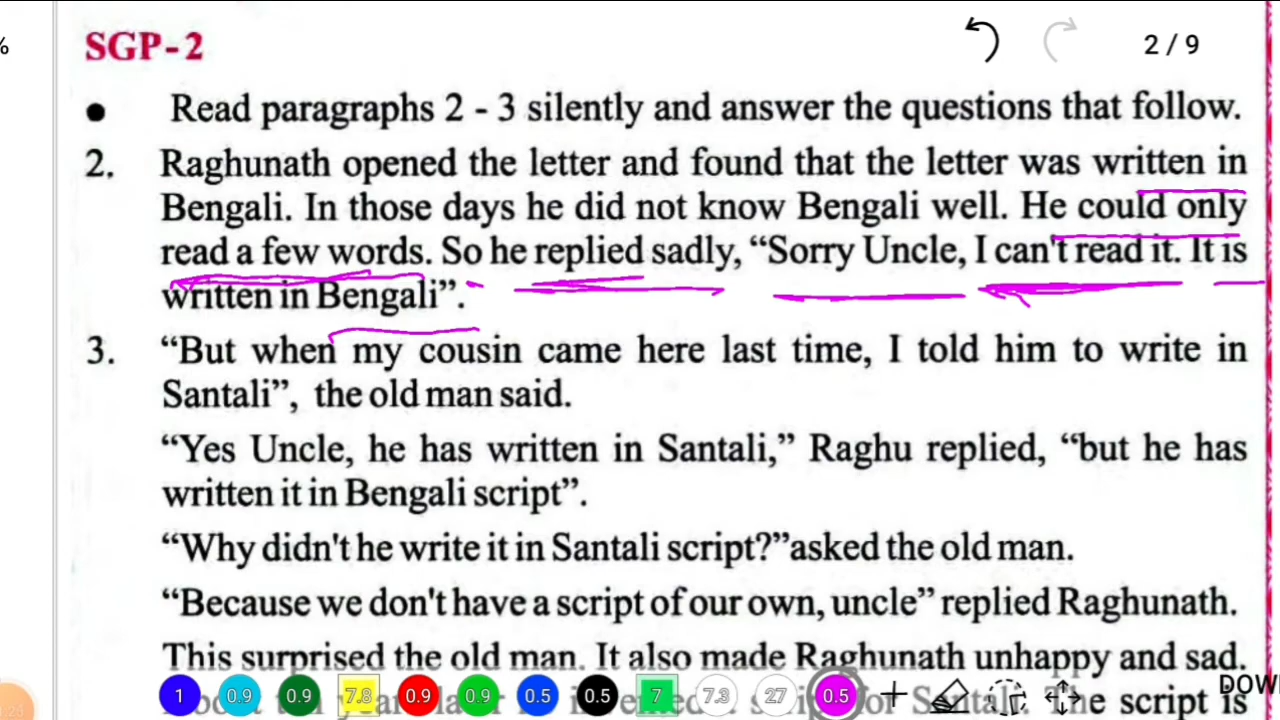 %
SGP-2
2 / 9
• Read paragraphs 2 - 3 silently and answer the questions that follow.
2. Raghunath opened the letter and found that the letter was written in
Bengali. In those days he did not know Bengali well. He could only
read a few words. So he replied sadly, “Sorry Uncle, I can't read it. It is
written in Bengali”.
3. “But when my cousin came here last time, I told him to write in
Santali”, the old man said.
“Yes Uncle, he has written in Santali,” Raghu replied, “but he has
written it in Bengali script”.
“Why didn't he write it in Santali script?”asked the old man.
“Because we don't have a script of our own, uncle” replied Raghunath.
This surprised the old man. It also made Raghunath unhappy and sad.
script is
DOW
1 0.9 0.9 7.8 0.9 0.9 0.5 0.5 7 7.3 27 0.5